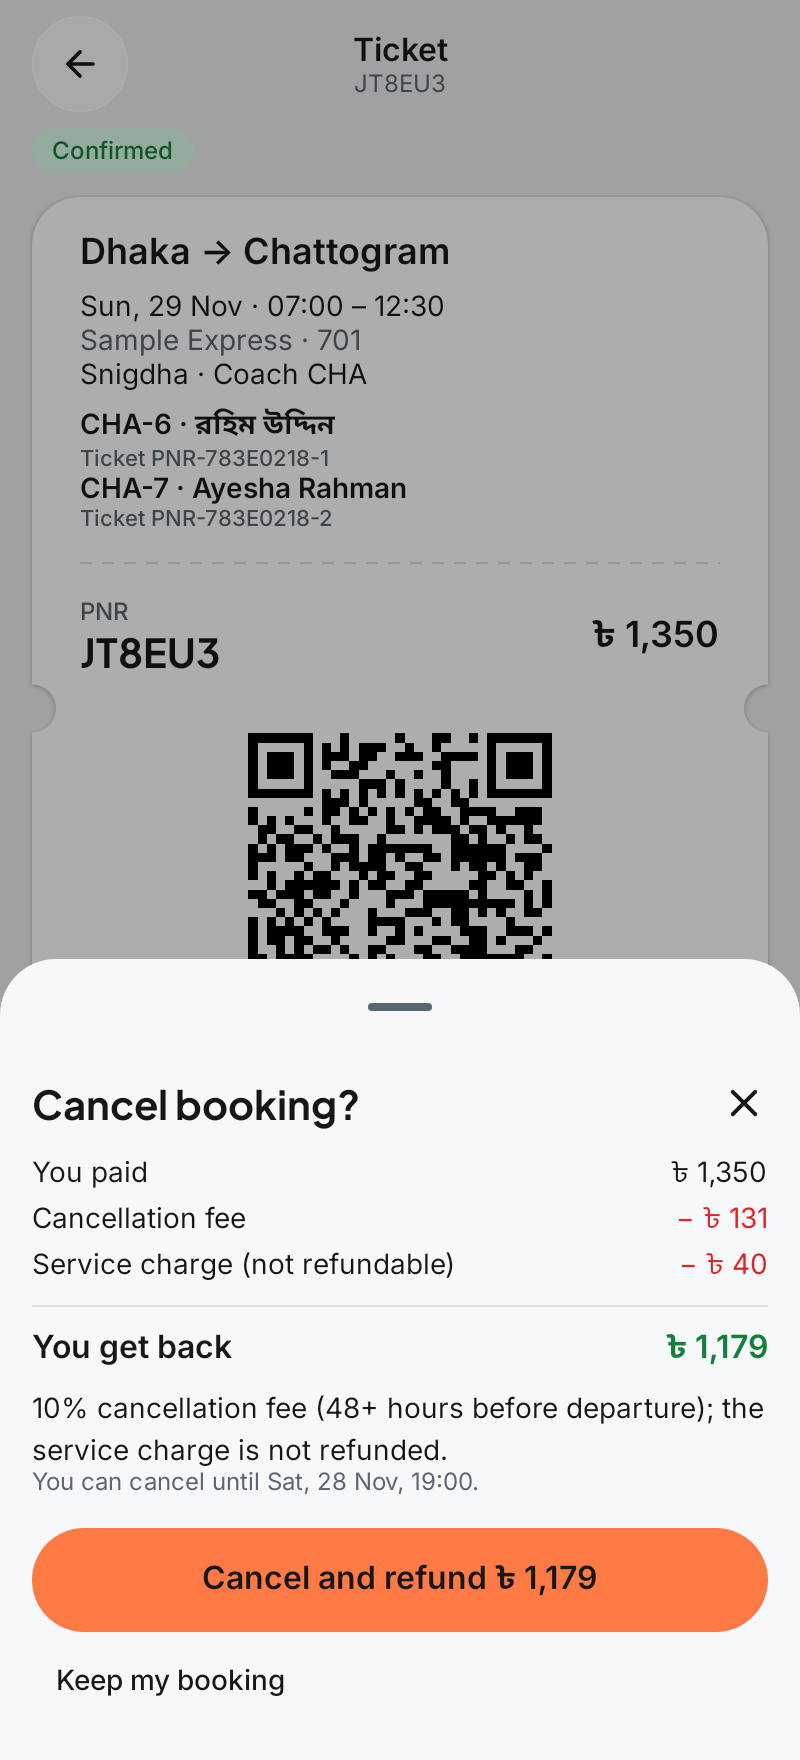 Ticket
JT8EU3
Confirmed
Dhaka → Chattogram
Sun, 29 Nov · 07:00 – 12:30
Sample Express · 701
Snigdha · Coach CHA
CHA-6 · রহিম উদ্দিন
Ticket PNR-783E0218-1
CHA-7 · Ayesha Rahman
Ticket PNR-783E0218-2
PNR
JT8EU3
৳ 1,350
Cancel booking?
You paid ৳ 1,350
Cancellation fee – ৳ 131
Service charge (not refundable) – ৳ 40
You get back ৳ 1,179
10% cancellation fee (48+ hours before departure); the
service charge is not refunded.
You can cancel until Sat, 28 Nov, 19:00.
Cancel and refund ৳ 1,179
Keep my booking